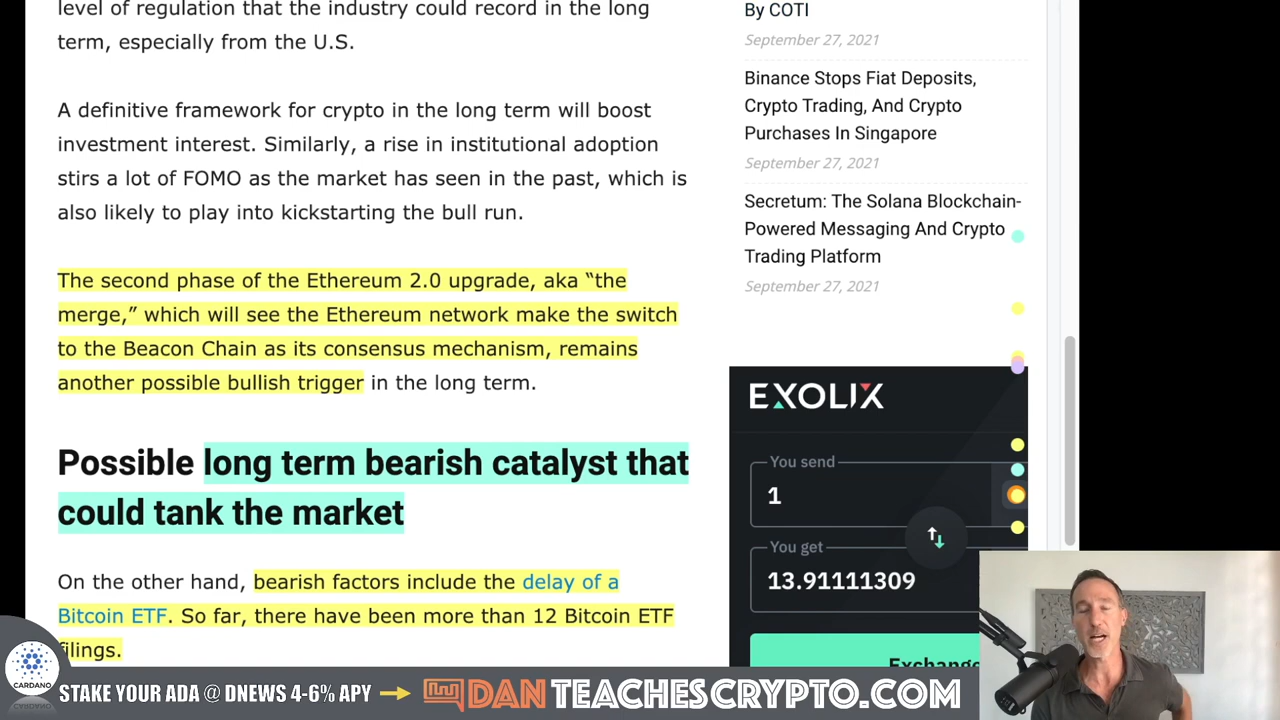 level of regulation that the industry could record in the long
term, especially from the U.S.
A definitive framework for crypto in the long term will boost
investment interest. Similarly, a rise in institutional adoption
stirs a lot of FOMO as the market has seen in the past, which is
also likely to play into kickstarting the bull run.
The second phase of the Ethereum 2.0 upgrade, aka “the
merge,” which will see the Ethereum network make the switch
to the Beacon Chain as its consensus mechanism, remains
another possible bullish trigger in the long term.
Possible long term bearish catalyst that
could tank the market
On the other hand, bearish factors include the delay of a
Bitcoin ETF. So far, there have been more than 12 Bitcoin ETF
filings.
By COTI
September 27, 2021
Binance Stops Fiat Deposits,
Crypto Trading, And Crypto
Purchases In Singapore
September 27, 2021
Secretum: The Solana Blockchain-
Powered Messaging And Crypto
Trading Platform
September 27, 2021
EXOLIX
You send
1
You get
13.91111309
Exchange
CARDANO
STAKE YOUR ADA @ DNEWS 4-6% APY
DANTEACHESCRYPTO.COM